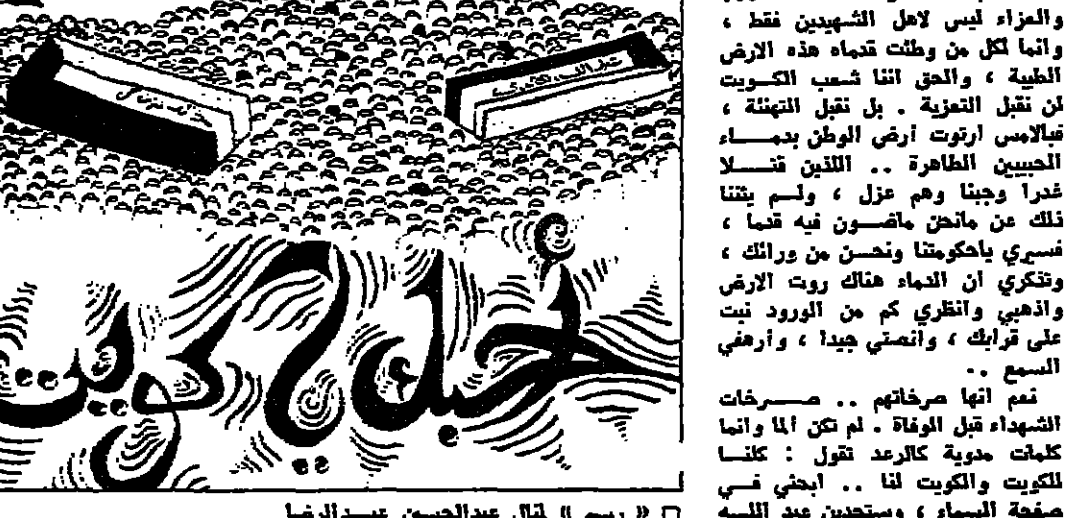 والعزاء ليس لاهل الشهيدين فقط ،
وانما لكل من وطئت قدماه هذه الارض
الطيبة ، والحق اننا شعب الكويت
لن نقبل التعزية . بل نقبل التهنئة ،
فبالامس ارتوت أرض الوطن بدماء
الحبيبين الطاهرة .. اللذين قتلا
غدرا وجبنا وهم عزل ، ولم يثننا
ذلك عن مانحن ماضون فيه قدما ،
فسيري ياحكومتنا ونحن من ورائك ،
وتذكري أن الدماء هناك روت الارض
واذهبي وانظري كم من الورود نبت
على قرابك ، وانصتي جيدا ، وأرهفي
السمع ..
نعم انها صرخاتهم .. صرخات
الشهداء قبل الوفاة . لم تكن الما وانما
كلمات مدوية كالرعد تقول : كلنا
للكويت والكويت لنا .. ابحثي في
صفحة السماء ، وستجدين عبد الله
أحبك يا كويت
« رسم » لنال عبدالحسين عبدالرضا